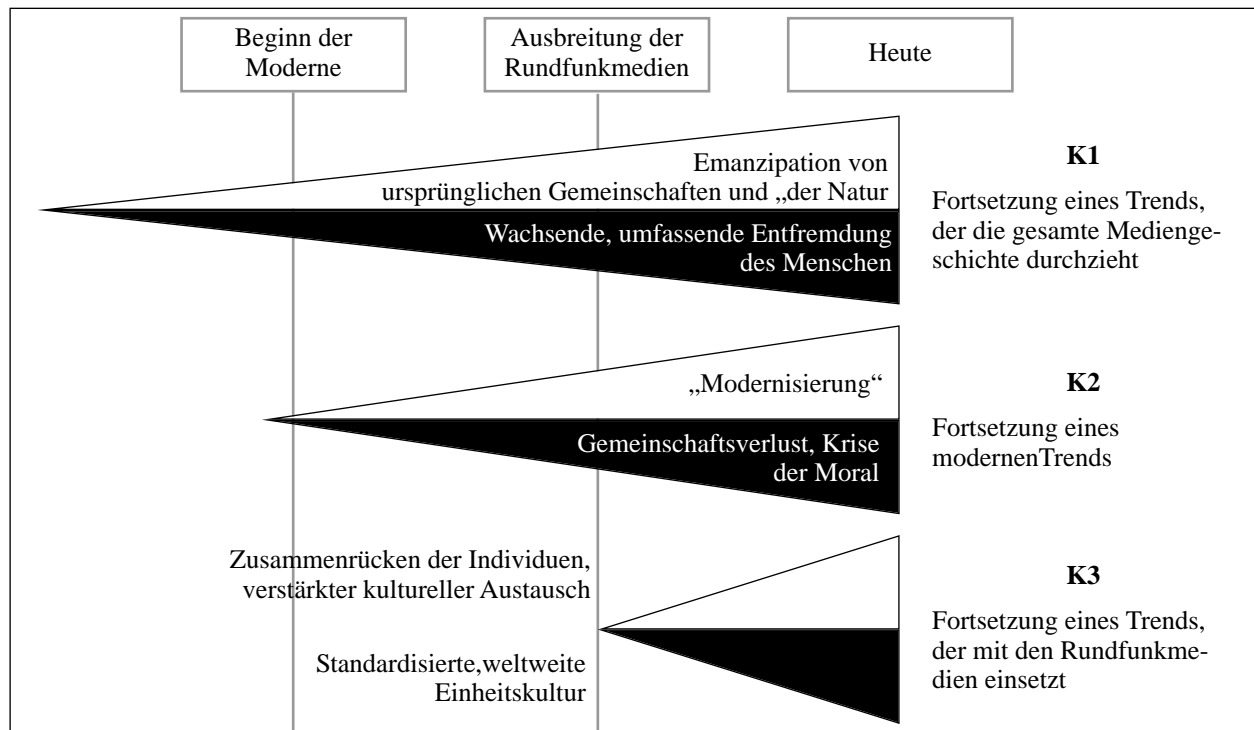 Beginn der
Moderne
Ausbreitung der
Rundfunkmedien
Heute
Emanzipation von
ursprünglichen Gemeinschaften und „der Natur
Wachsende, umfassende Entfremdung
des Menschen
K1
Fortsetzung eines Trends,
der die gesamte Medienge-
schichte durchzieht
„Modernisierung“
Gemeinschaftsverlust, Krise
der Moral
K2
Fortsetzung eines
modernenTrends
Zusammenrücken der Individuen,
verstärkter kultureller Austausch
Standardisierte,weltweite
Einheitskultur
K3
Fortsetzung eines Trends,
der mit den Rundfunkme-
dien einsetzt